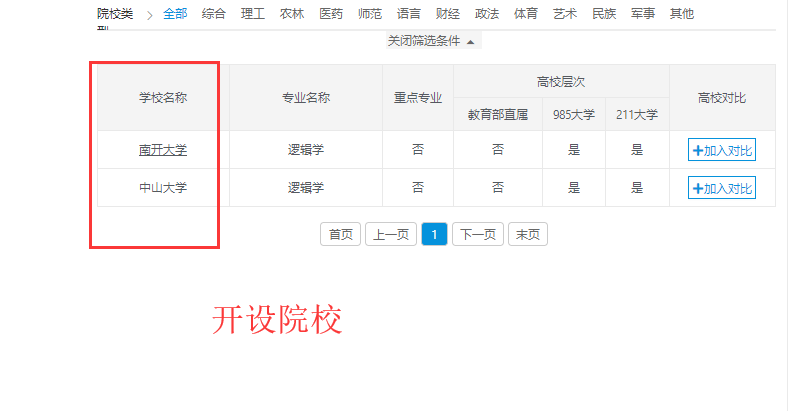 院校类 全部 综合 理工 农林 医药 师范 语言 财经 政法 体育 艺术 民族 军事 其他
关闭筛选条件
学校名称 专业名称 重点专业 高校层次 高校对比
教育部直属 985大学 211大学
南开大学 逻辑学 否 否 是 是 +加入对比
中山大学 逻辑学 否 否 是 是 +加入对比
首页 上一页 1 下一页 末页
开设院校